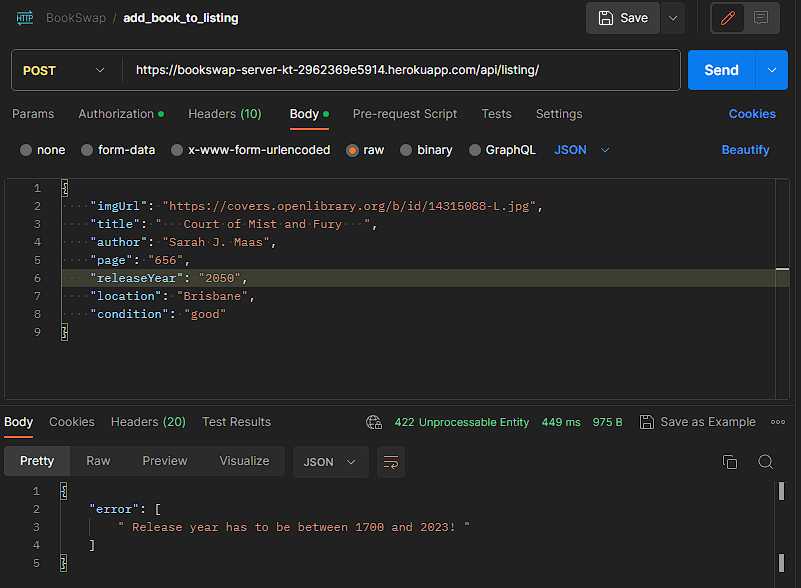 HTTP BookSwap / add_book_to_listing Save
POST https://bookswap-server-kt-2962369e5914.herokuapp.com/api/listing/ Send
Params Authorization Headers (10) Body Pre-request Script Tests Settings Cookies
none form-data x-www-form-urlencoded raw binary GraphQL JSON Beautify
1 {
2 "imgUrl": "https://covers.openlibrary.org/b/id/14315088-L.jpg",
3 "title": "   Court of Mist and Fury   ",
4 "author": "Sarah J. Maas",
5 "page": "656",
6 "releaseYear": "2050",
7 "location": "Brisbane",
8 "condition": "good"
9 }
Body Cookies Headers (20) Test Results 422 Unprocessable Entity 449 ms 975 B Save as Example
Pretty Raw Preview Visualize JSON
1 {
2 "error": [
3 " Release year has to be between 1700 and 2023! "
4 ]
5 }